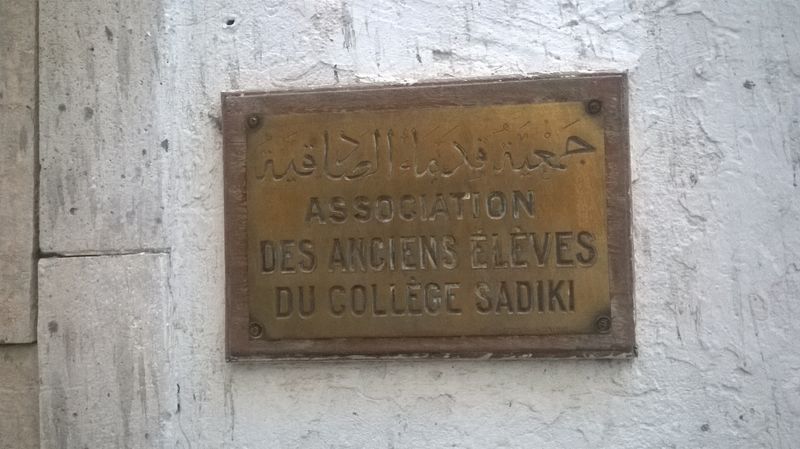 جمعية قدماء الصادقية
ASSOCIATION
DES ANCIENS ÉLÈVES
DU COLLÈGE SADIKI